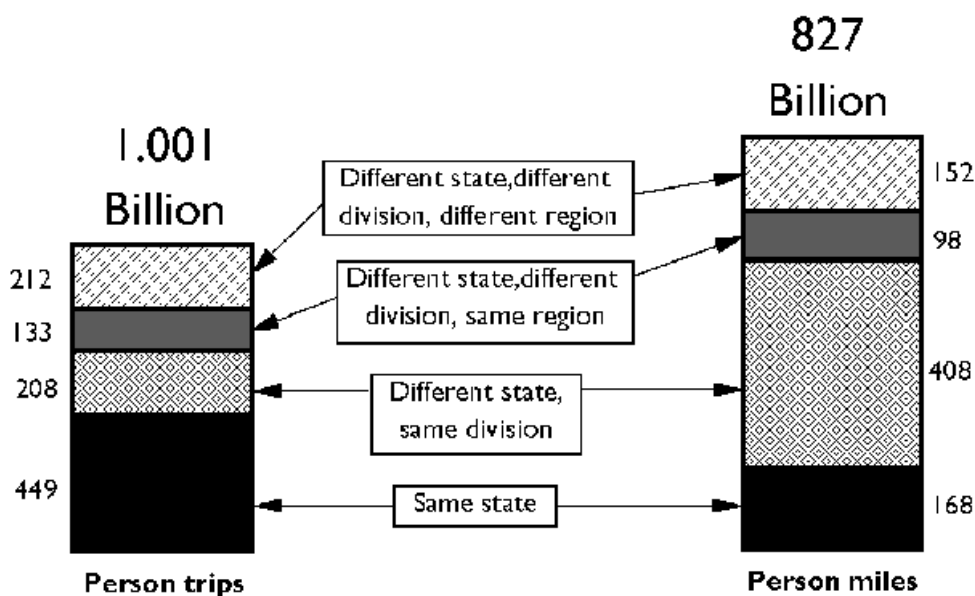 827
Billion
1.001
Billion
Different state,different
division, different region
152
212
98
Different state,different
division, same region
133
208
Different state,
same division
408
449
Same state
168
Person trips
Person miles